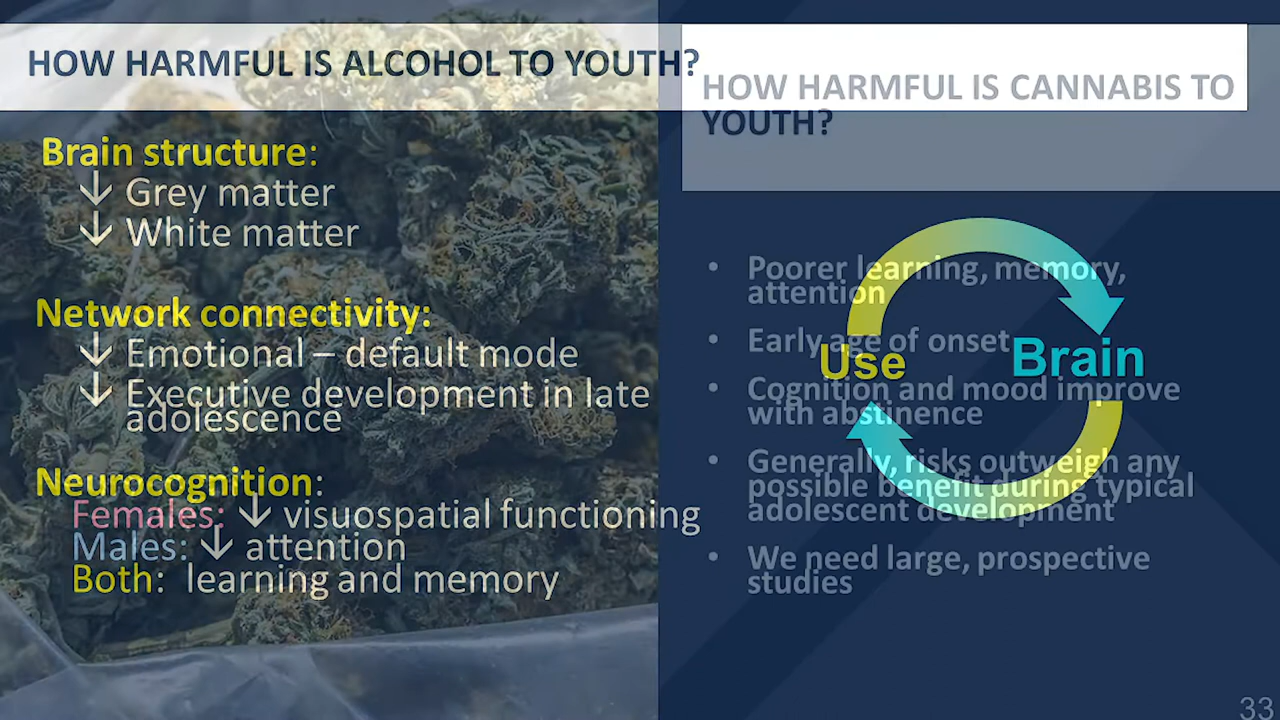 HOW HARMFUL IS ALCOHOL TO YOUTH?
Brain structure:
↓ Grey matter
↓ White matter
Network connectivity:
↓ Emotional – default mode
↓ Executive development in late
adolescence
Neurocognition:
Females: ↓ visuospatial functioning
Males: ↓ attention
Both: learning and memory
HOW HARMFUL IS CANNABIS TO
YOUTH?
• Poorer learning, memory,
attention
• Early age of onset
• Cognition and mood improve
with abstinence
• Generally, risks outweigh any
possible benefit during typical
adolescent development
• We need large, prospective
studies
Use
Brain
33